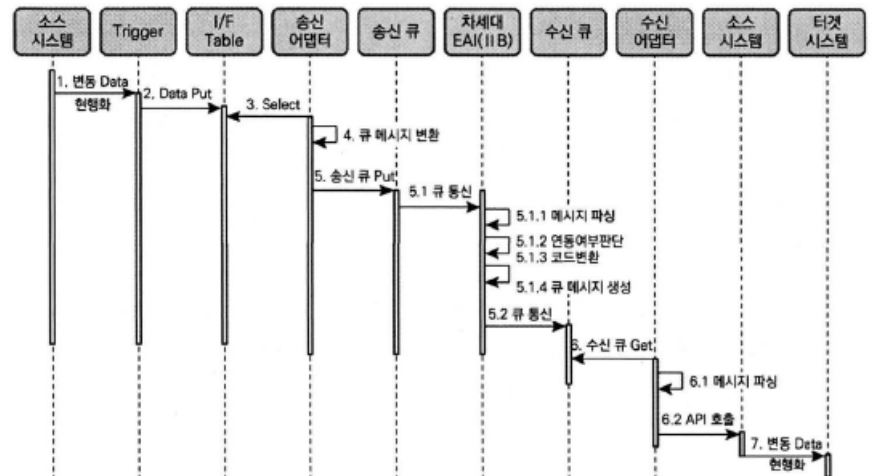 소스
시스템
Trigger
I/F
Table
송신
어댑터
송신 큐
차세대
EAI(IIB)
수신 큐
수신
어댑터
소스
시스템
터겟
시스템
1. 변동 Data
현행화
2. Data Put
3. Select
4. 큐 메시지 변환
5. 송신 큐 Put
5.1 큐 통신
5.1.1 메시지 파싱
5.1.2 연동여부판단
5.1.3 코드변환
5.1.4 큐 메시지 생성
5.2 큐 통신
6. 수신 큐 Get
6.1 메시지 파싱
6.2 API 호출
7. 변동 Data
현행화